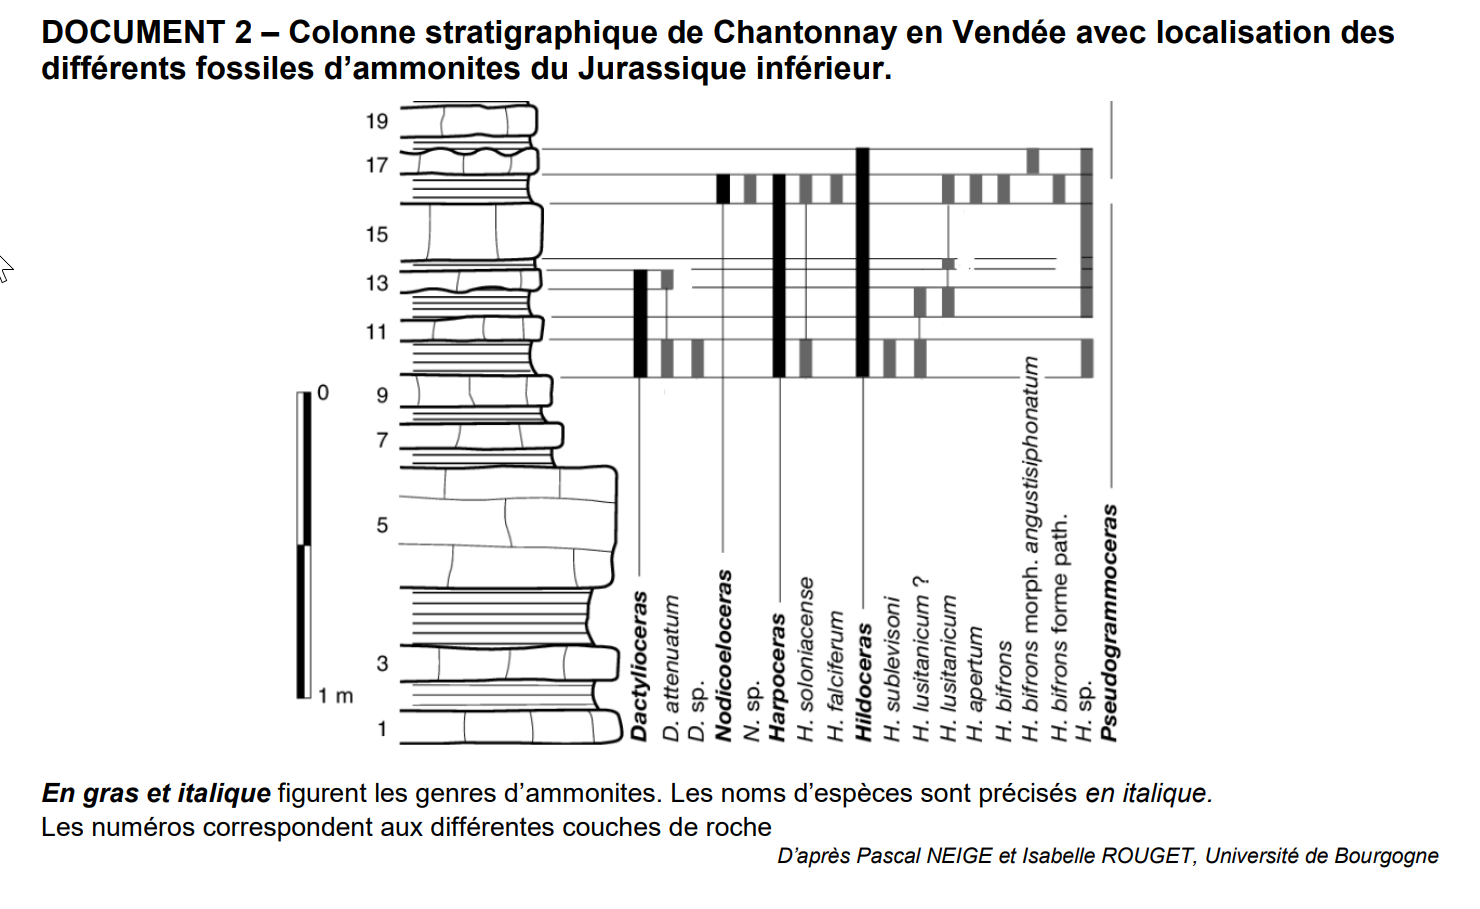 DOCUMENT 2 – Colonne stratigraphique de Chantonnay en Vendée avec localisation des
différents fossiles d’ammonites du Jurassique inférieur.
19
17
15
13
11
9
7
5
3
1
0
1 m
Dactylioceras
D. attenuatum
D. sp.
Nodicoeloceras
N. sp.
Harpoceras
H. soloniacense
H. falciferum
Hildoceras
H. sublevisoni
H. lusitanicum ?
H. lusitanicum
H. apertum
H. bifrons
H. bifrons morph. angustisiphonatum
H. bifrons forme path.
H. sp.
Pseudogrammoceras
En gras et italique figurent les genres d’ammonites. Les noms d’espèces sont précisés en italique.
Les numéros correspondent aux différentes couches de roche
D’après Pascal NEIGE et Isabelle ROUGET, Université de Bourgogne